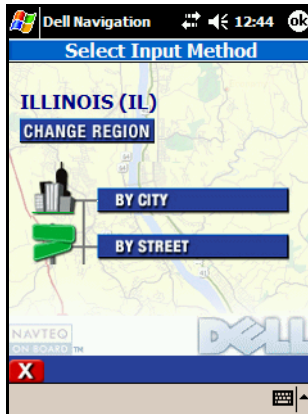 Dell Navigation 12:44 ok
Select Input Method
ILLINOIS (IL)
CHANGE REGION
BY CITY
BY STREET
NAVTEQ
ON BOARD TM
DELL
X